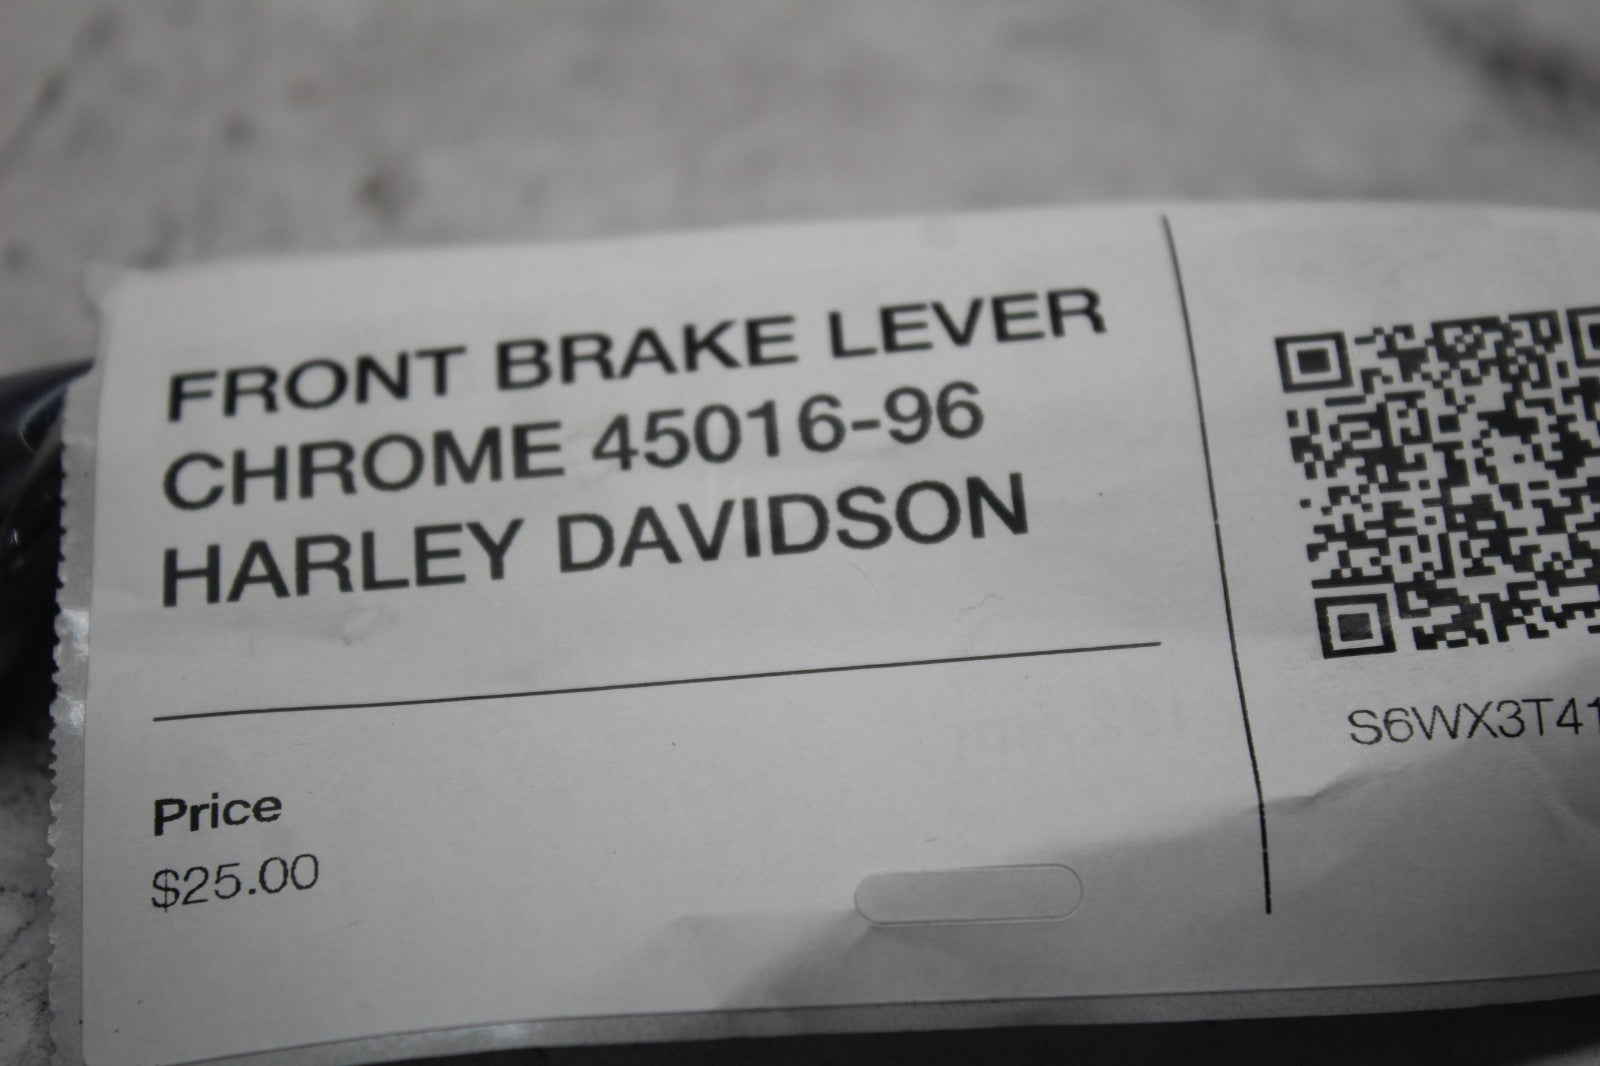 FRONT BRAKE LEVER
CHROME 45016-96
HARLEY DAVIDSON
Price
$25.00
S6WX3T41